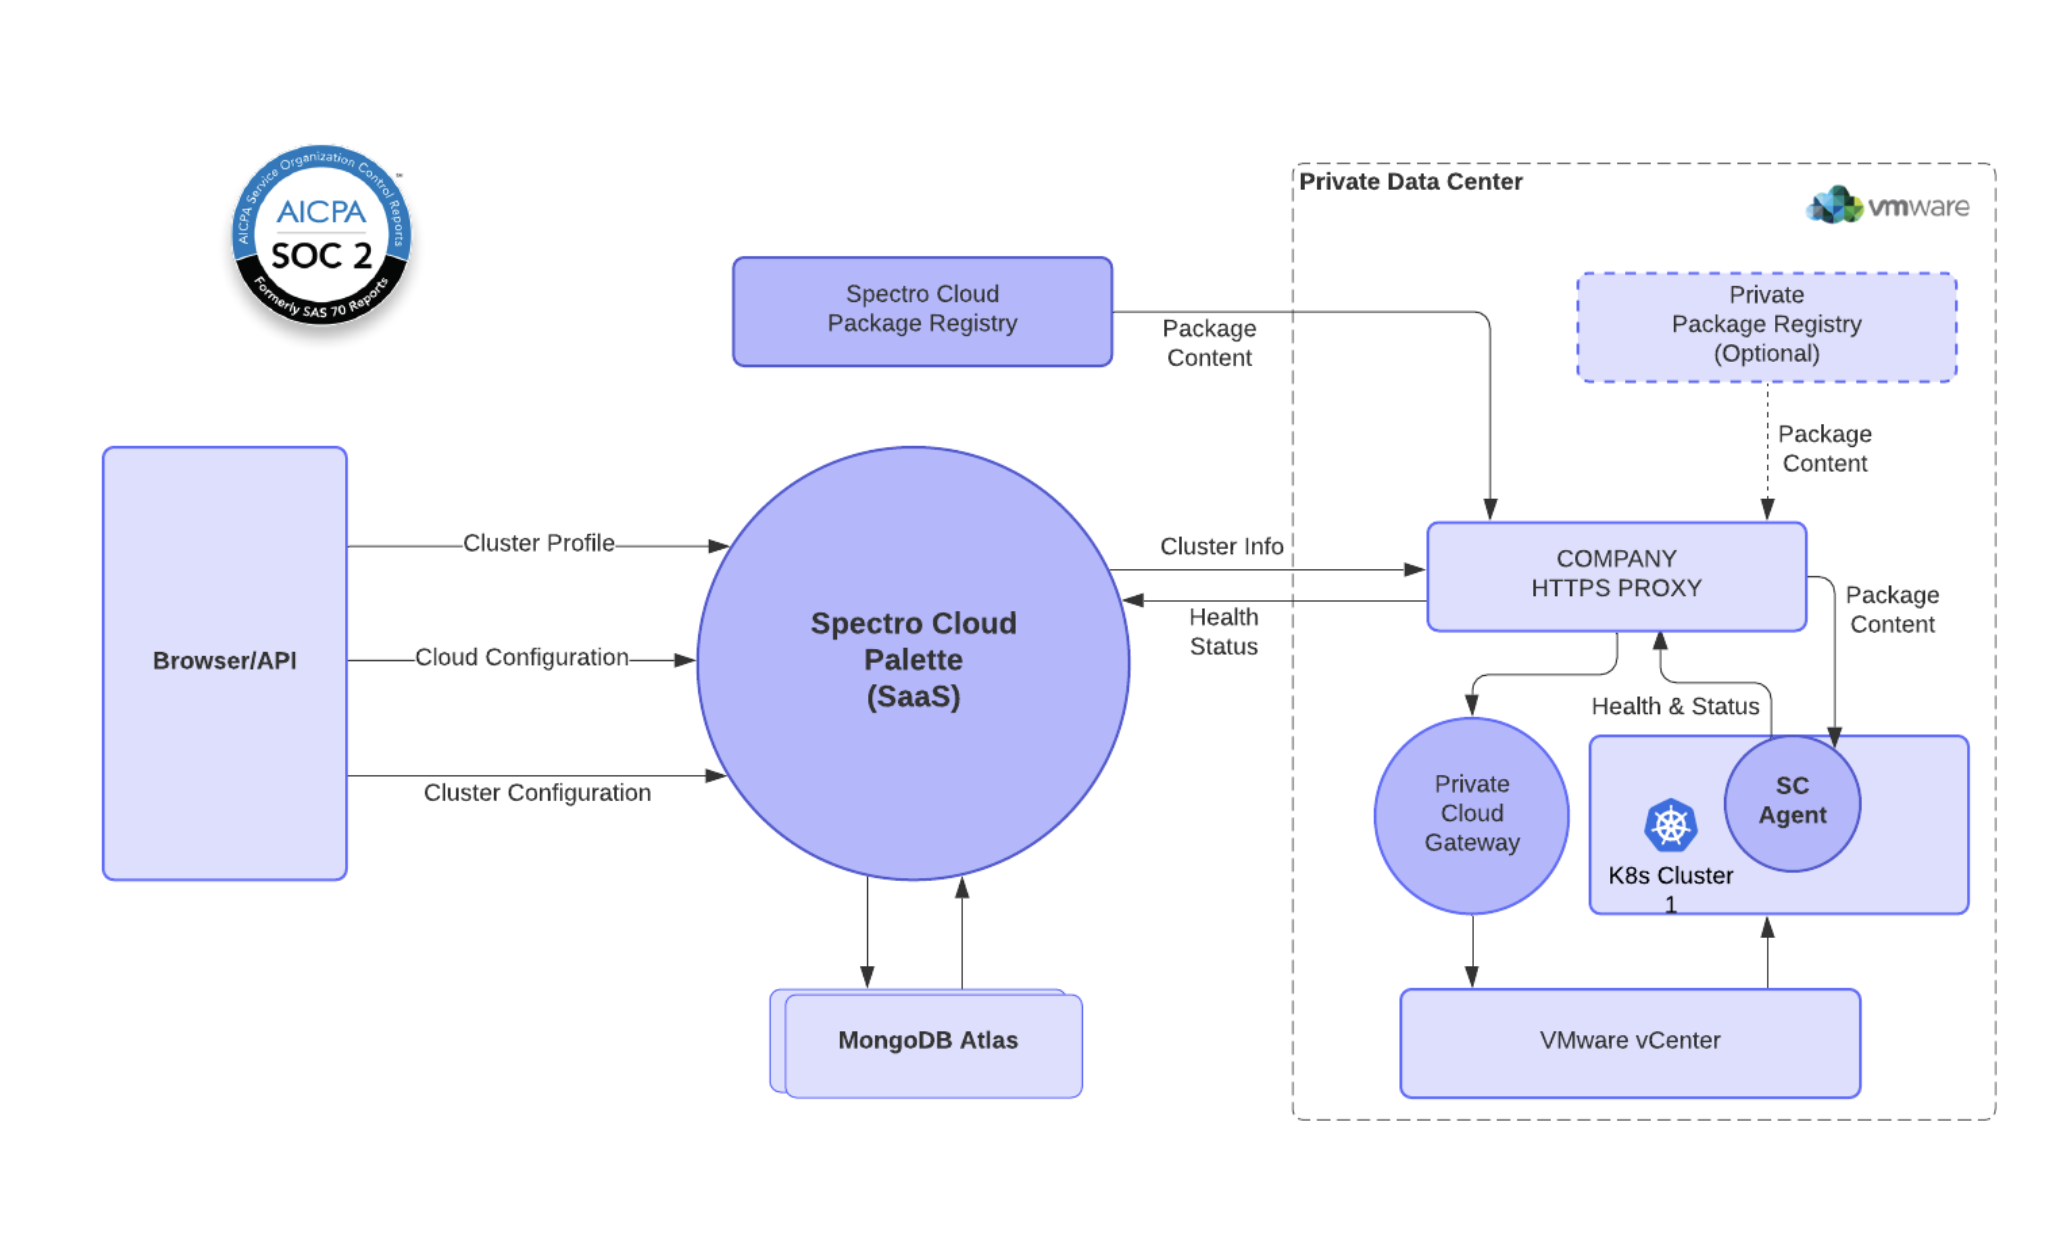 AICPA Service Organization Control Reports
™
AICPA
SOC 2
Formerly SAS 70 Reports
Private Data Center
vmware
Spectro Cloud
Package Registry
Package
Content
Private
Package Registry
(Optional)
Package
Content
Browser/API
Cluster Profile
Cloud Configuration
Cluster Configuration
Spectro Cloud
Palette
(SaaS)
Cluster Info
Health
Status
COMPANY
HTTPS PROXY
Package
Content
Health & Status
Private
Cloud
Gateway
SC
Agent
K8s Cluster
1
MongoDB Atlas
VMware vCenter